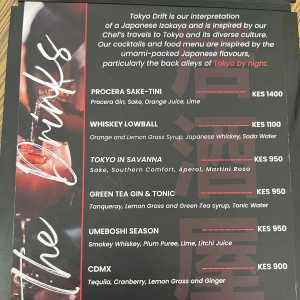 Tokyo Drift is our interpretation
of a Japanese Izakaya and is inspired by our
Chef's travels to Tokyo and its diverse culture.
Our cocktails and food menu are inspired by the
umami-packed Japanese flavours,
particularly the back alleys of Tokyo by night.
The Drinks
PROCERA SAKE-TINI KES 1400
Procera Gin, Sake, Orange Juice, Lime
WHISKEY LOWBALL KES 1100
Orange and Lemon Grass Syrup, Japanese Whiskey, Soda Water
TOKYO IN SAVANNA KES 950
Sake, Southern Comfort, Aperol, Martini Rosso
GREEN TEA GIN & TONIC KES 950
Tanqueray, Lemon Grass and Green Tea syrup, Tonic Water
UMEBOSHI SEASON KES 950
Smokey Whiskey, Plum Puree, Lime, Litchi Juice
CDMX KES 900
Tequila, Cranberry, Lemon Grass and Ginger